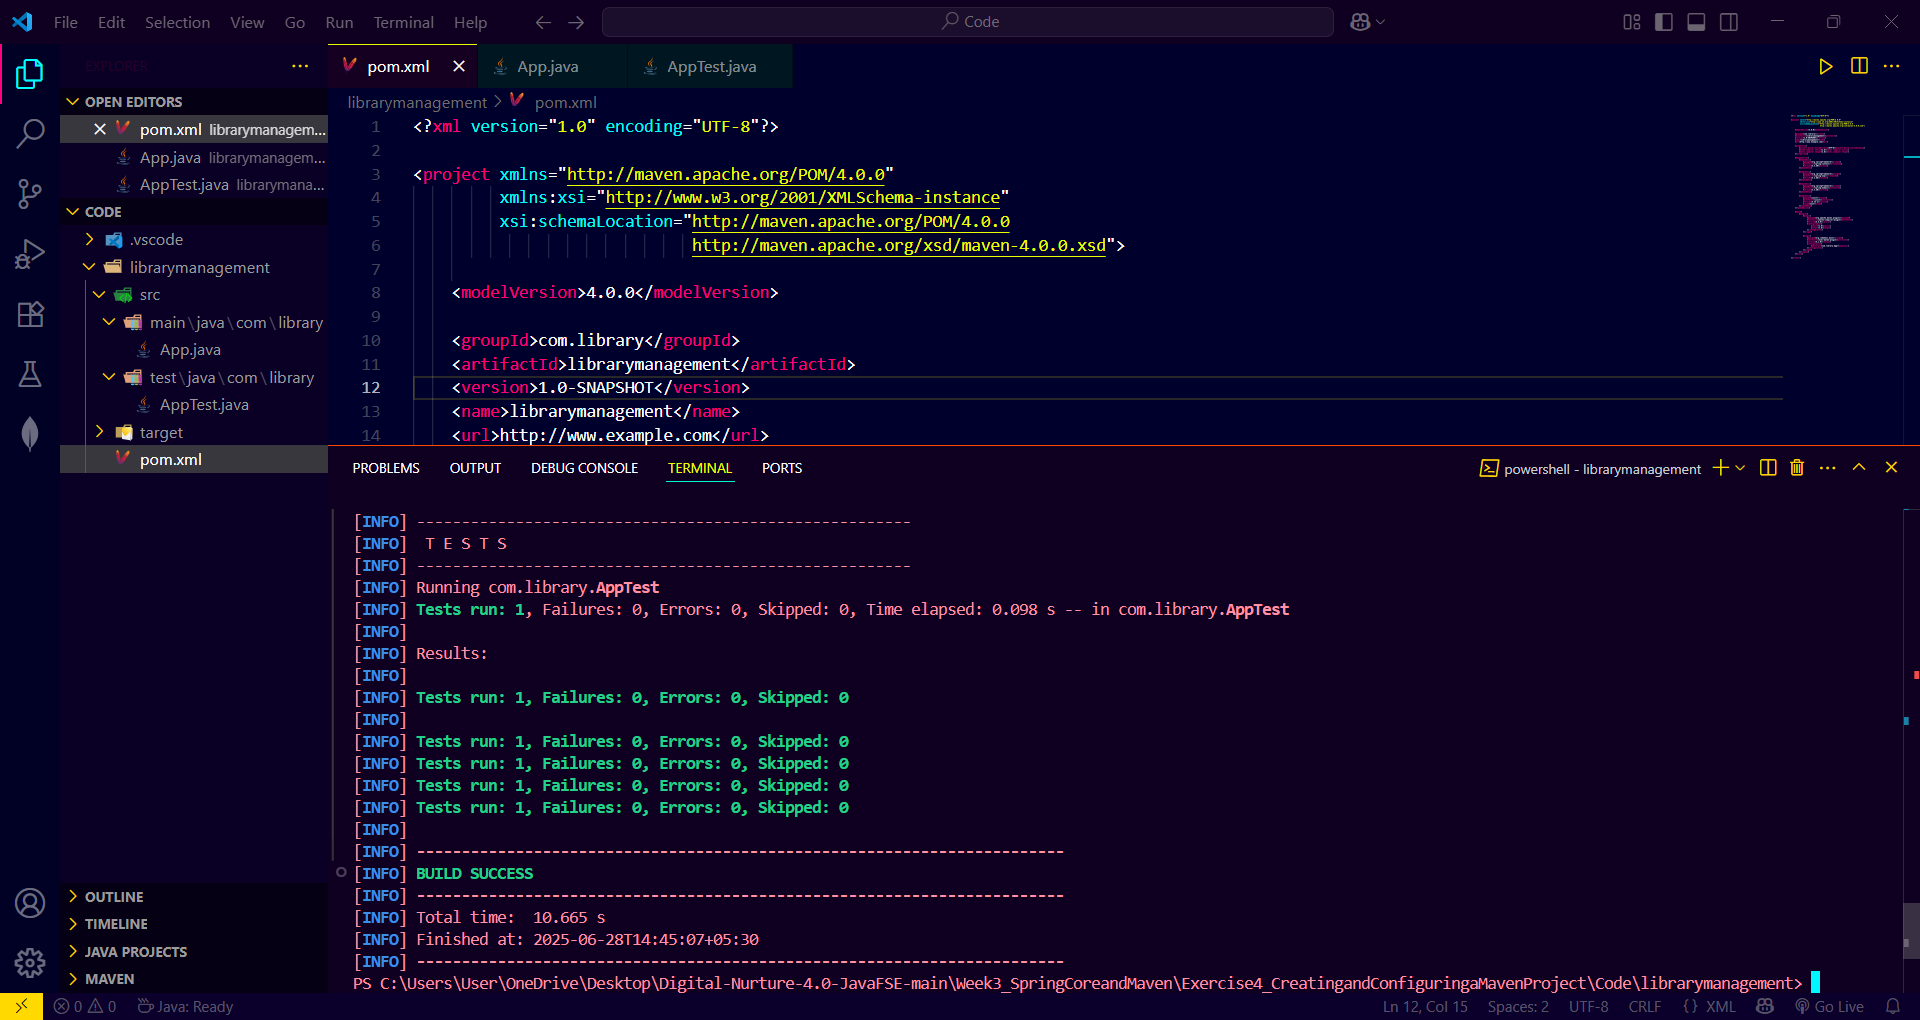 File Edit Selection View Go Run Terminal Help
Code
EXPLORER
OPEN EDITORS
pom.xml librarymanagem...
App.java librarymanagem...
AppTest.java librarymana...
CODE
.vscode
librarymanagement
src
main\java\com\library
App.java
test\java\com\library
AppTest.java
target
pom.xml
OUTLINE
TIMELINE
JAVA PROJECTS
MAVEN
pom.xml App.java AppTest.java
librarymanagement > pom.xml
1 <?xml version="1.0" encoding="UTF-8"?>
2
3 <project xmlns="http://maven.apache.org/POM/4.0.0"
4 xmlns:xsi="http://www.w3.org/2001/XMLSchema-instance"
5 xsi:schemaLocation="http://maven.apache.org/POM/4.0.0
6 http://maven.apache.org/xsd/maven-4.0.0.xsd">
7
8 <modelVersion>4.0.0</modelVersion>
9
10 <groupId>com.library</groupId>
11 <artifactId>librarymanagement</artifactId>
12 <version>1.0-SNAPSHOT</version>
13 <name>librarymanagement</name>
14 <url>http://www.example.com</url>
PROBLEMS OUTPUT DEBUG CONSOLE TERMINAL PORTS
powershell - librarymanagement
[INFO] -------------------------------------------------------
[INFO]  T E S T S
[INFO] -------------------------------------------------------
[INFO] Running com.library.AppTest
[INFO] Tests run: 1, Failures: 0, Errors: 0, Skipped: 0, Time elapsed: 0.098 s -- in com.library.AppTest
[INFO]
[INFO] Results:
[INFO]
[INFO] Tests run: 1, Failures: 0, Errors: 0, Skipped: 0
[INFO]
[INFO] Tests run: 1, Failures: 0, Errors: 0, Skipped: 0
[INFO] Tests run: 1, Failures: 0, Errors: 0, Skipped: 0
[INFO] Tests run: 1, Failures: 0, Errors: 0, Skipped: 0
[INFO] Tests run: 1, Failures: 0, Errors: 0, Skipped: 0
[INFO]
[INFO] ------------------------------------------------------------------------
[INFO] BUILD SUCCESS
[INFO] ------------------------------------------------------------------------
[INFO] Total time:  10.665 s
[INFO] Finished at: 2025-06-28T14:45:07+05:30
[INFO] ------------------------------------------------------------------------
PS C:\Users\User\OneDrive\Desktop\Digital-Nurture-4.0-JavaFSE-main\Week3_SpringCoreandMaven\Exercise4_CreatingandConfiguringaMavenProject\Code\librarymanagement>
0 0 Java: Ready
Ln 12, Col 15 Spaces: 2 UTF-8 CRLF {} XML Go Live